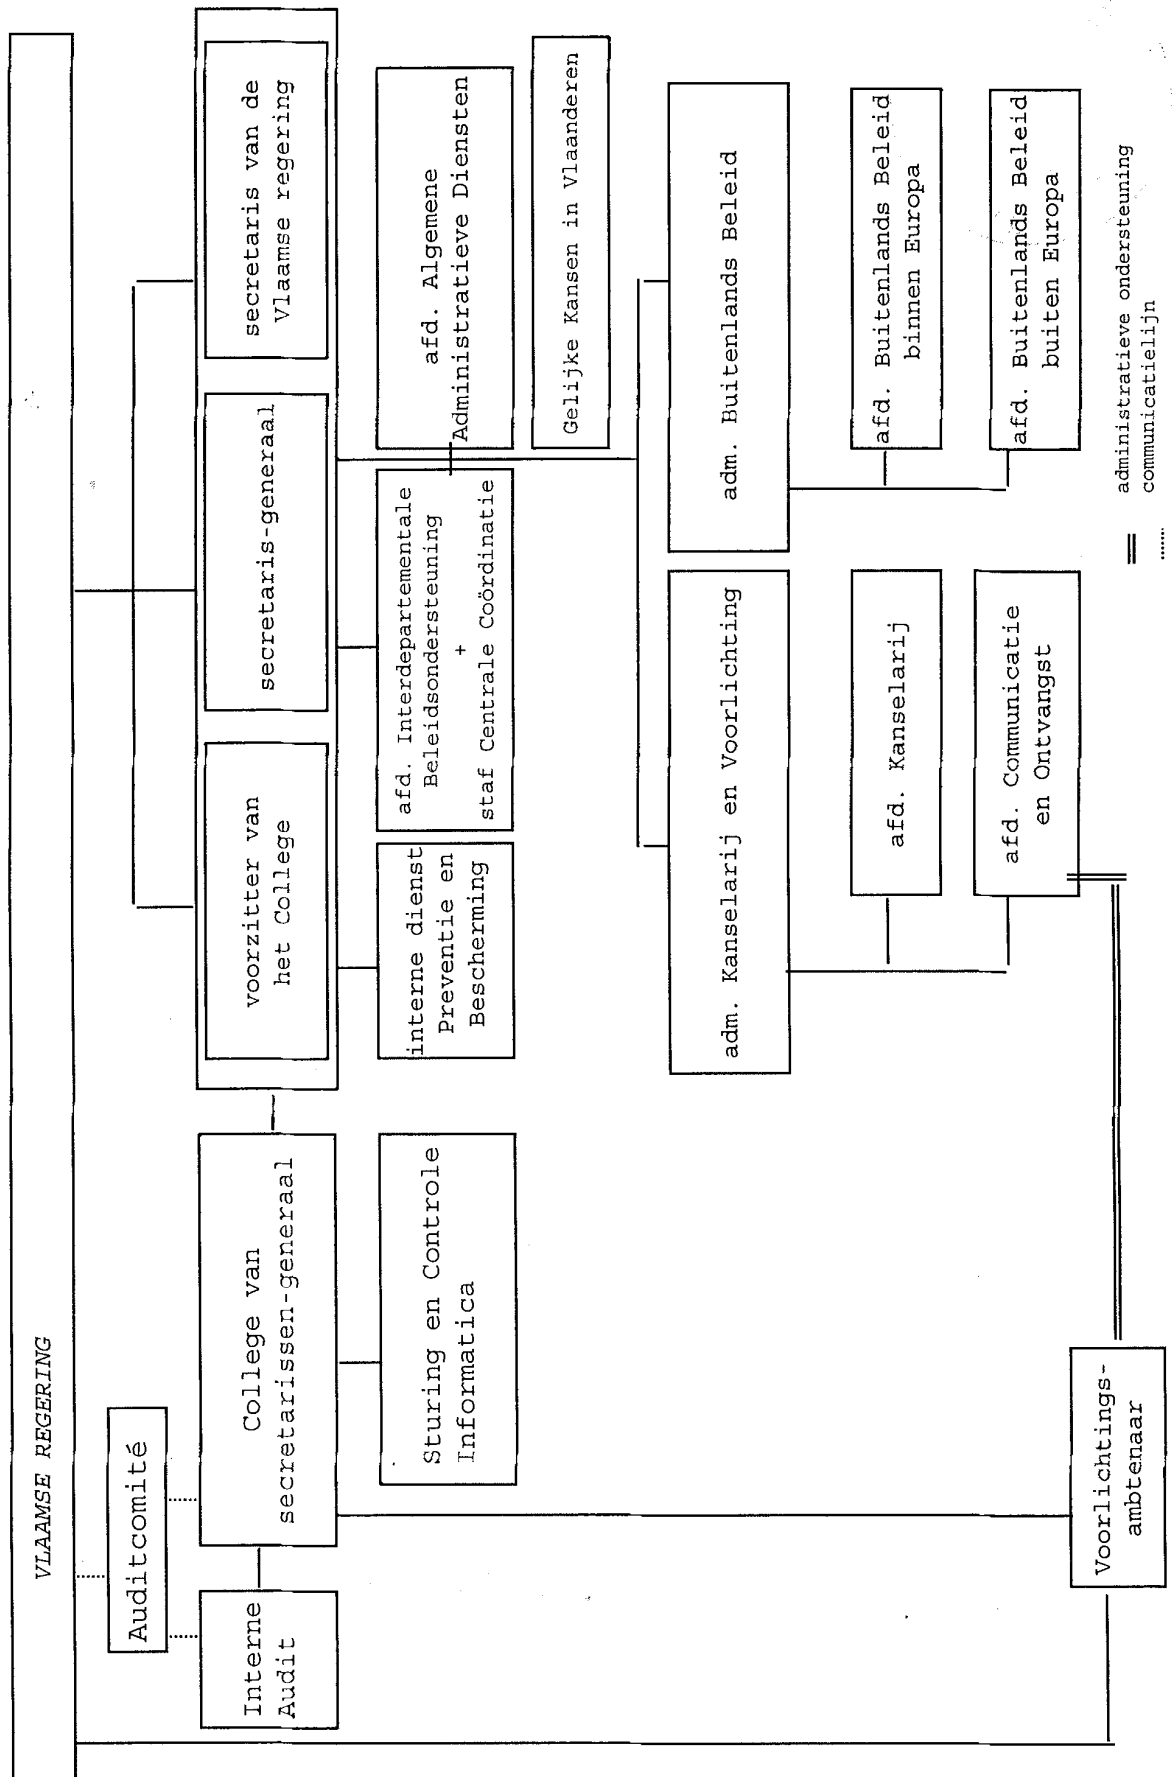 VLAAMSE REGERING
Auditcomité
Interne
Audit
College van
secretarissen-generaal
voorzitter van
het College
secretaris-generaal
secretaris van de
Vlaamse regering
Sturing en Controle
Informatica
interne dienst
Preventie en
Bescherming
afd. Interdepartementale
Beleidsondersteuning
+
staf Centrale Coördinatie
afd. Algemene
Administratieve Diensten
Gelijke Kansen in Vlaanderen
adm. Kanselarij en Voorlichting
adm. Buitenlands Beleid
afd. Kanselarij
afd. Buitenlands Beleid
binnen Europa
afd. Communicatie
en Ontvangst
afd. Buitenlands Beleid
buiten Europa
Voorlichtings-
ambtenaar
administratieve ondersteuning
communicatielijn